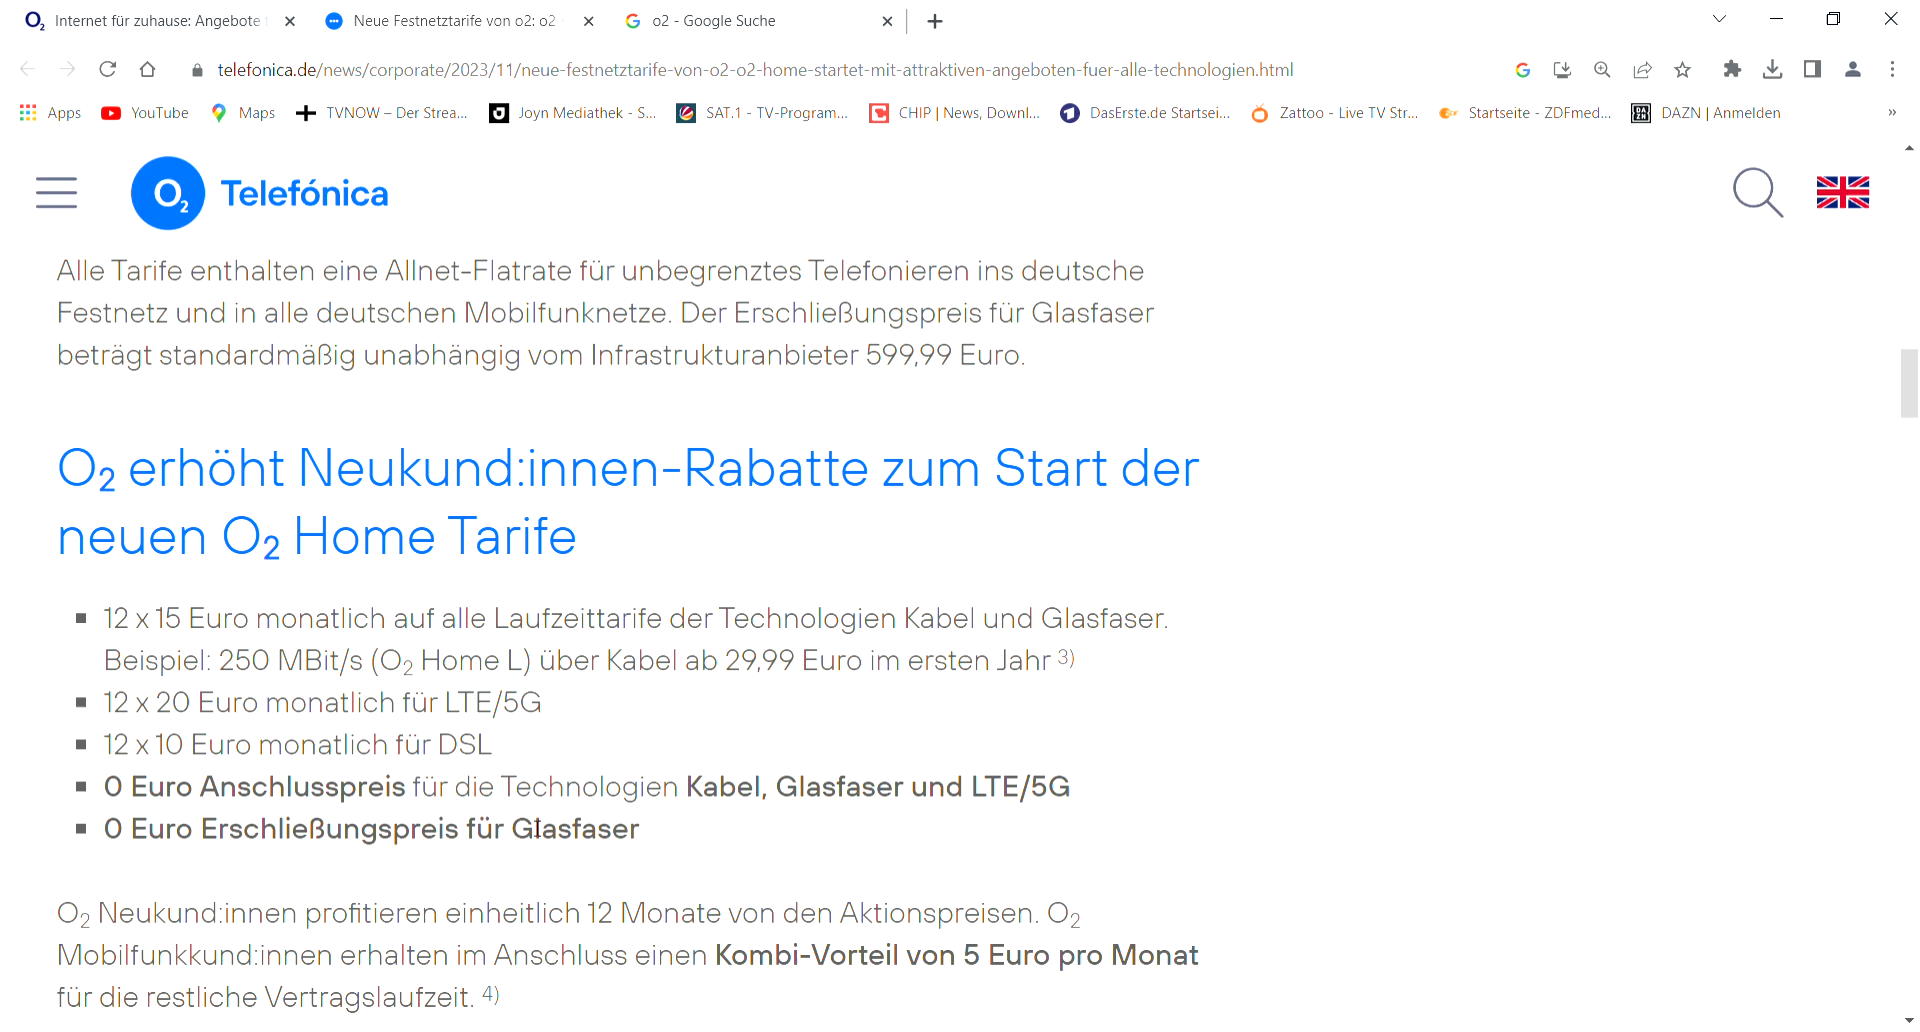 O2 Internet für zuhause: Angebote
Neue Festnetztarife von o2: o2
o2 - Google Suche
telefonica.de/news/corporate/2023/11/neue-festnetztarife-von-o2-o2-home-startet-mit-attraktiven-angeboten-fuer-alle-technologien.html
Apps
YouTube
Maps
TVNOW – Der Strea...
Joyn Mediathek - S...
SAT.1 - TV-Program...
CHIP | News, Downl...
DasErste.de Startsei...
Zattoo - Live TV Str...
Startseite - ZDFmed...
DAZN | Anmelden
»
O₂ Telefónica
Alle Tarife enthalten eine Allnet-Flatrate für unbegrenztes Telefonieren ins deutsche
Festnetz und in alle deutschen Mobilfunknetze. Der Erschließungspreis für Glasfaser
beträgt standardmäßig unabhängig vom Infrastrukturanbieter 599,99 Euro.
O₂ erhöht Neukund:innen-Rabatte zum Start der
neuen O₂ Home Tarife
12 x 15 Euro monatlich auf alle Laufzeittarife der Technologien Kabel und Glasfaser.
Beispiel: 250 MBit/s (O₂ Home L) über Kabel ab 29,99 Euro im ersten Jahr 3)
12 x 20 Euro monatlich für LTE/5G
12 x 10 Euro monatlich für DSL
0 Euro Anschlusspreis für die Technologien Kabel, Glasfaser und LTE/5G
0 Euro Erschließungspreis für Glasfaser
O₂ Neukund:innen profitieren einheitlich 12 Monate von den Aktionspreisen. O₂
Mobilfunkkund:innen erhalten im Anschluss einen Kombi-Vorteil von 5 Euro pro Monat
für die restliche Vertragslaufzeit. 4)